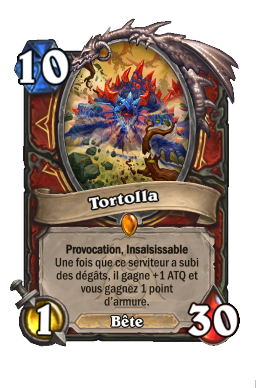 10
Tortolla
Provocation, Insaisissable
Une fois que ce serviteur a subi
des dégâts, il gagne +1 ATQ et
vous gagnez 1 point
d'armure.
1
Bête
30